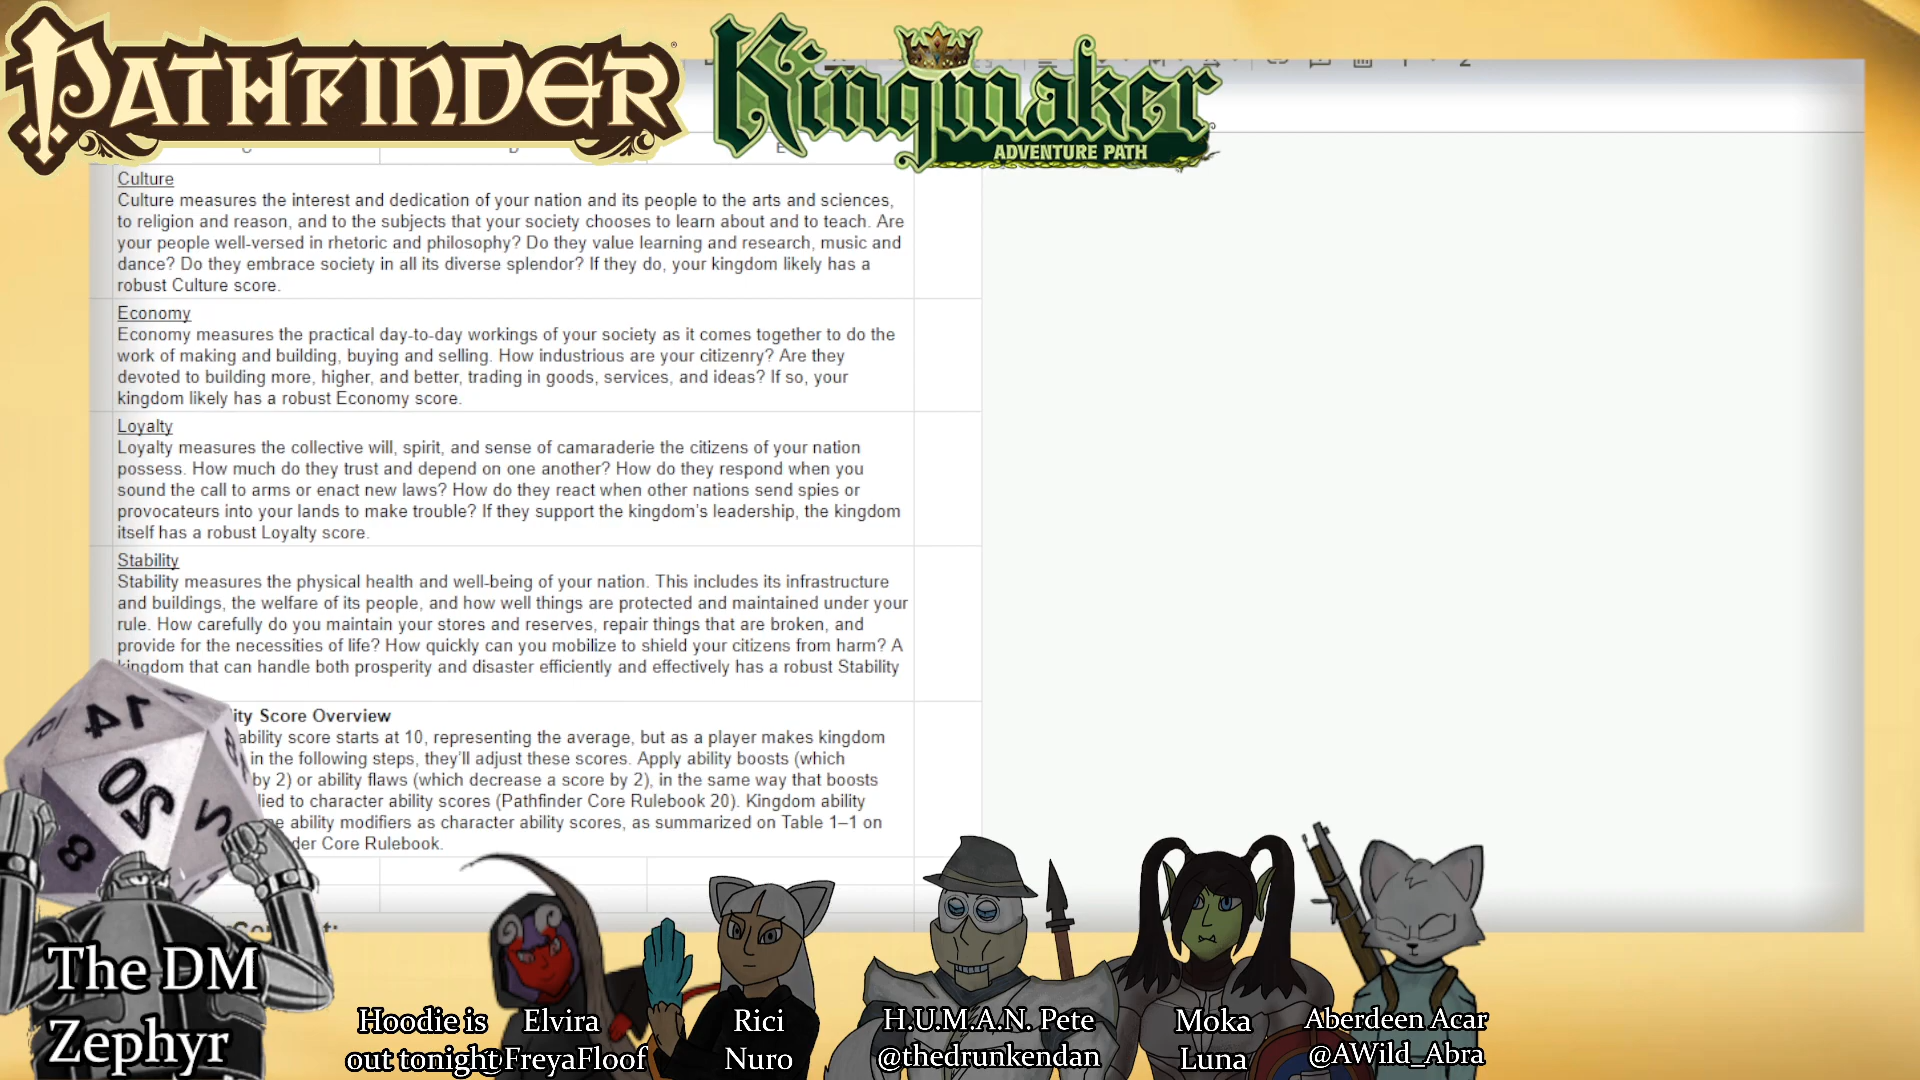 PATHFINDER
Kingmaker
ADVENTURE PATH
Culture
Culture measures the interest and dedication of your nation and its people to the arts and sciences,
to religion and reason, and to the subjects that your society chooses to learn about and to teach. Are
your people well-versed in rhetoric and philosophy? Do they value learning and research, music and
dance? Do they embrace society in all its diverse splendor? If they do, your kingdom likely has a
robust Culture score.
Economy
Economy measures the practical day-to-day workings of your society as it comes together to do the
work of making and building, buying and selling. How industrious are your citizenry? Are they
devoted to building more, higher, and better, trading in goods, services, and ideas? If so, your
kingdom likely has a robust Economy score.
Loyalty
Loyalty measures the collective will, spirit, and sense of camaraderie the citizens of your nation
possess. How much do they trust and depend on one another? How do they respond when you
sound the call to arms or enact new laws? How do they react when other nations send spies or
provocateurs into your lands to make trouble? If they support the kingdom's leadership, the kingdom
itself has a robust Loyalty score.
Stability
Stability measures the physical health and well-being of your nation. This includes its infrastructure
and buildings, the welfare of its people, and how well things are protected and maintained under your
rule. How carefully do you maintain your stores and reserves, repair things that are broken, and
provide for the necessities of life? How quickly can you mobilize to shield your citizens from harm? A
kingdom that can handle both prosperity and disaster efficiently and effectively has a robust Stability
ity Score Overview
ability score starts at 10, representing the average, but as a player makes kingdom
in the following steps, they'll adjust these scores. Apply ability boosts (which
by 2) or ability flaws (which decrease a score by 2), in the same way that boosts
lied to character ability scores (Pathfinder Core Rulebook 20). Kingdom ability
ability modifiers as character ability scores, as summarized on Table 1–1 on
der Core Rulebook.
14
20
2
8
The DM
Zephyr
Hoodie is
out tonight
Elvira
FreyaFloof
Rici
Nuro
H.U.M.A.N. Pete
@thedrunkendan
Moka
Luna
Aberdeen Acar
@AWild_Abra